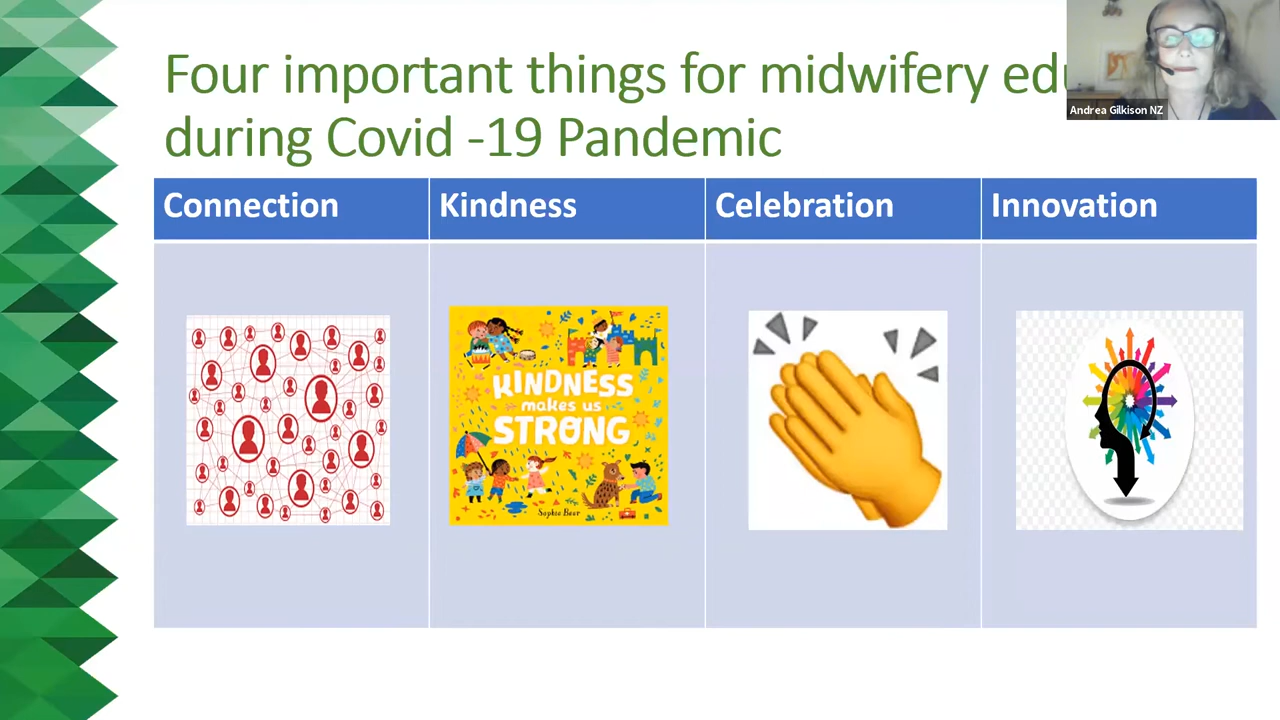 Four important things for midwifery
during Covid -19 Pandemic
Andrea Gilkison NZ
Connection
Kindness
Celebration
Innovation
KINDNESS
makes us
STRONG
Sophie Beer